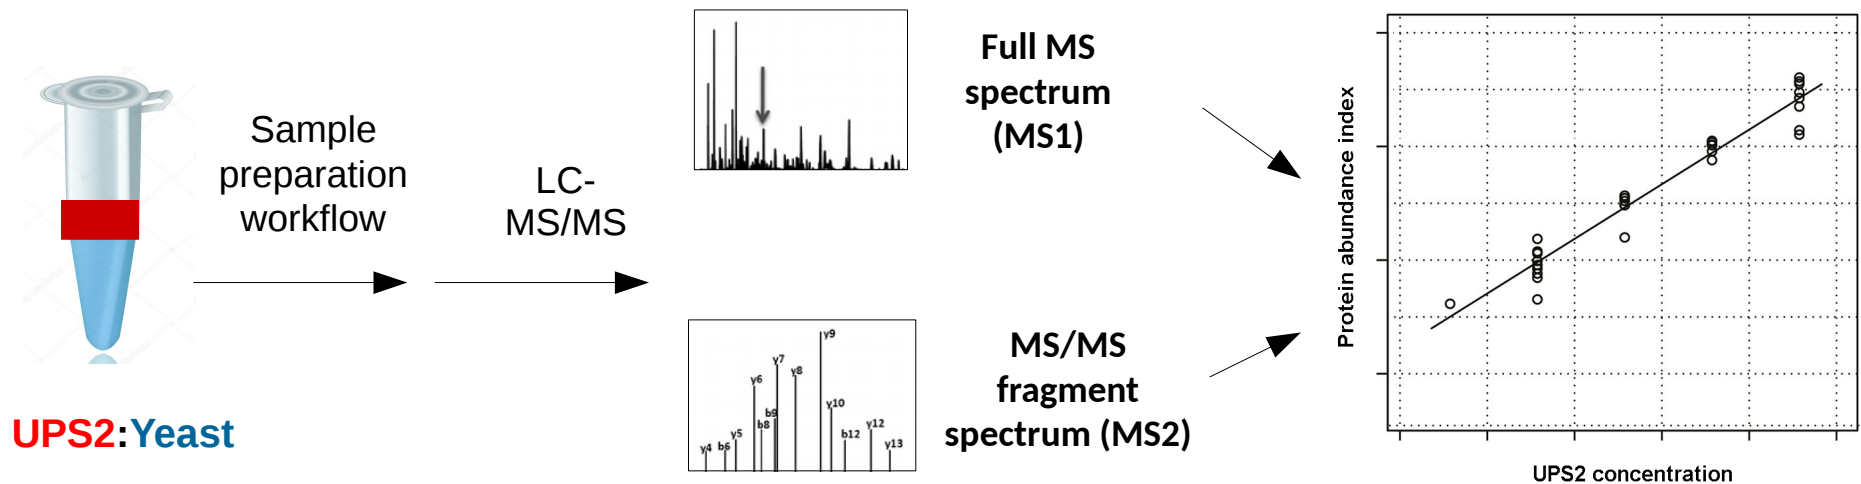 Sample
preparation
workflow
LC-
MS/MS
UPS2:Yeast
Full MS
spectrum
(MS1)
y4
b6
y5
y6
b8
b9
y7
y8
y9
y10
b12
y12
y13
MS/MS
fragment
spectrum (MS2)
Protein abundance index
UPS2 concentration